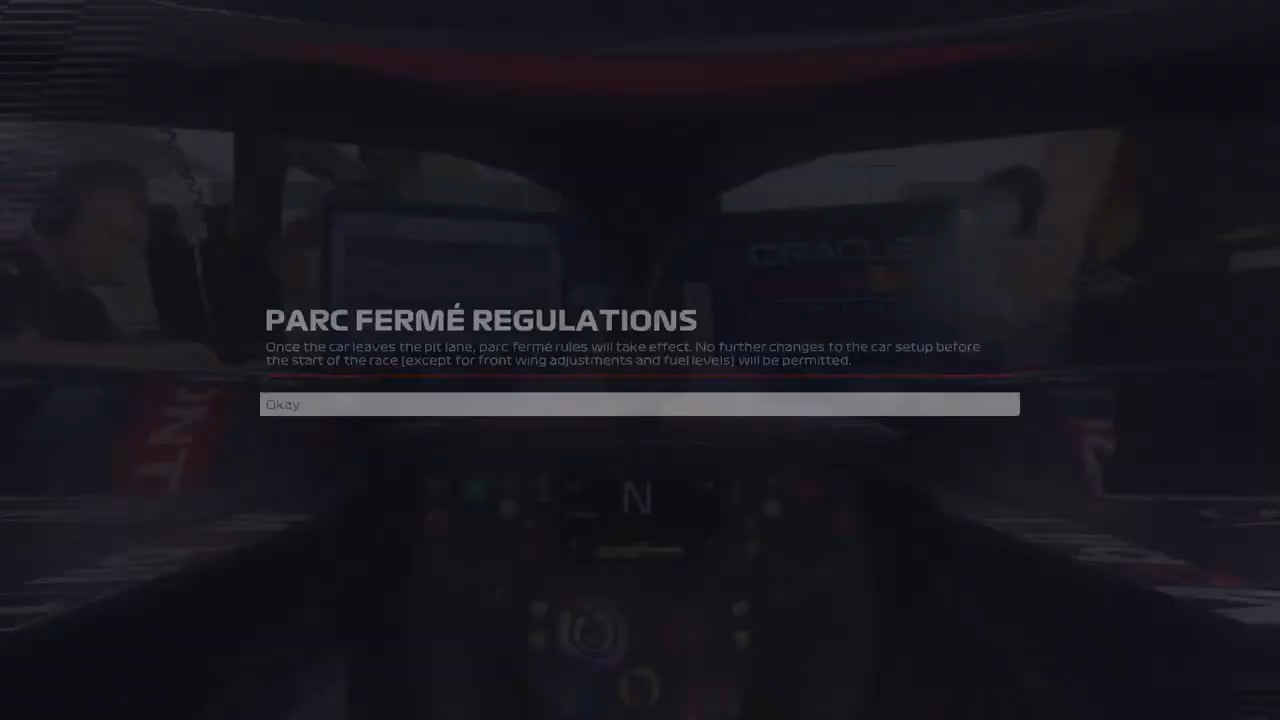 ORACLE
PARC FERMÉ REGULATIONS
Once the car leaves the pit lane, parc fermé rules will take effect. No further changes to the car setup before
the start of the race (except for front wing adjustments and fuel levels) will be permitted.
Okay
N